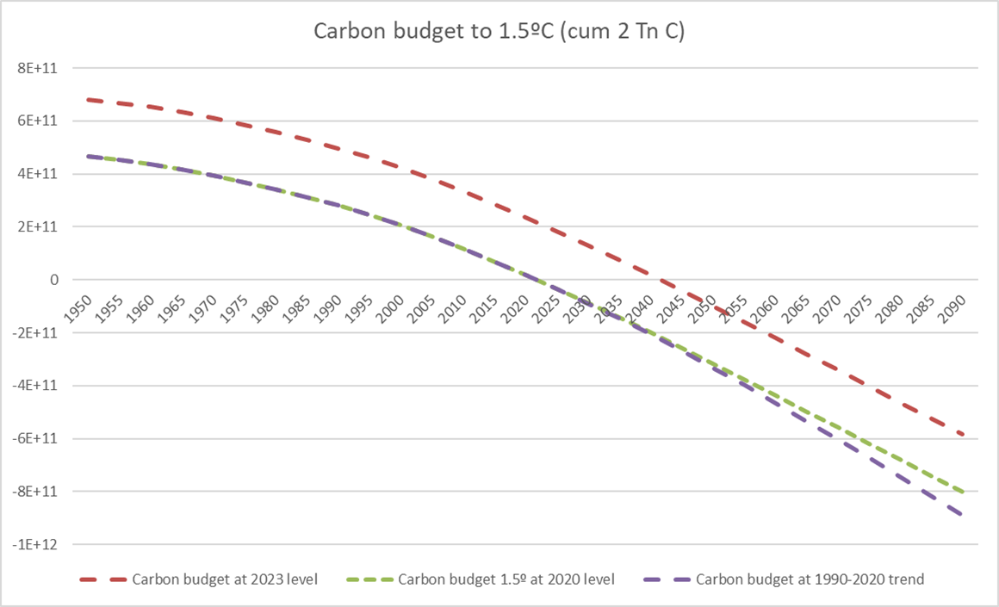 Carbon budget to 1.5ºC (cum 2 Tn C)
8E+11
6E+11
4E+11
2E+11
0
-2E+11
-4E+11
-6E+11
-8E+11
-1E+12
1950 1955 1960 1965 1970 1975 1980 1985 1990 1995 2000 2005 2010 2015 2020 2025 2030 2035 2040 2045 2050 2055 2060 2065 2070 2075 2080 2085 2090
Carbon budget at 2023 level Carbon budget 1.5º at 2020 level Carbon budget at 1990-2020 trend